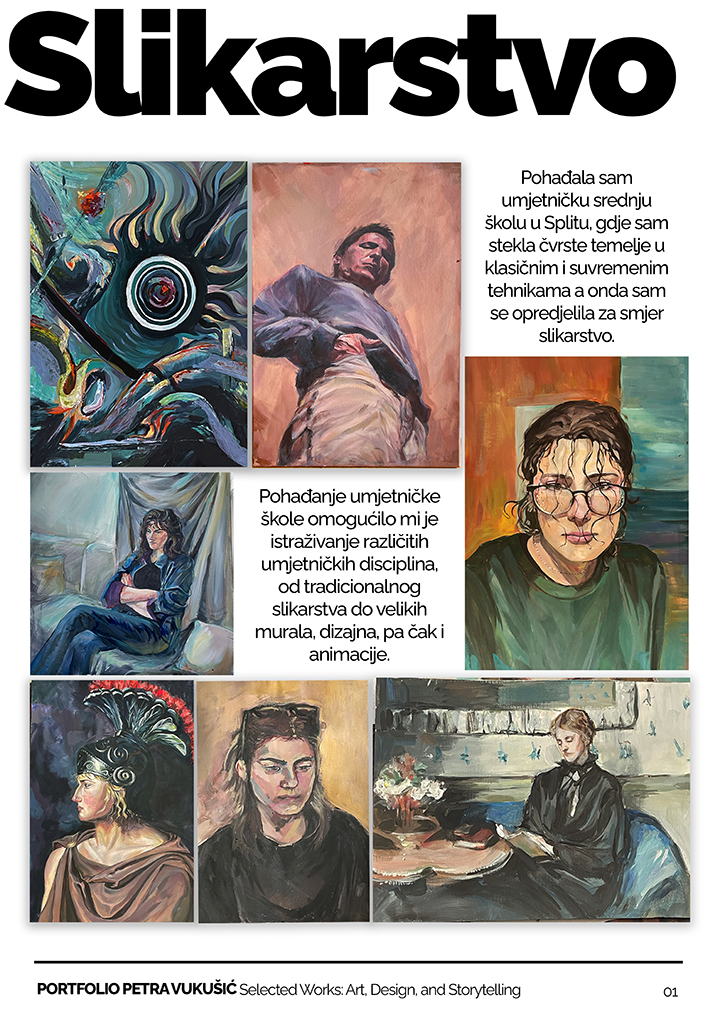 Slikarstvo
Pohađala sam
umjetničku srednju
školu u Splitu, gdje sam
stekla čvrste temelje u
klasičnim i suvremenim
tehnikama a onda sam
se opredjelila za smjer
slikarstvo.
Pohađanje umjetničke
škole omogućilo mi je
istraživanje različitih
umjetničkih disciplina,
od tradicionalnog
slikarstva do velikih
murala, dizajna, pa čak i
animacije.
PORTFOLIO PETRA VUKUŠIĆ Selected Works: Art, Design, and Storytelling
01